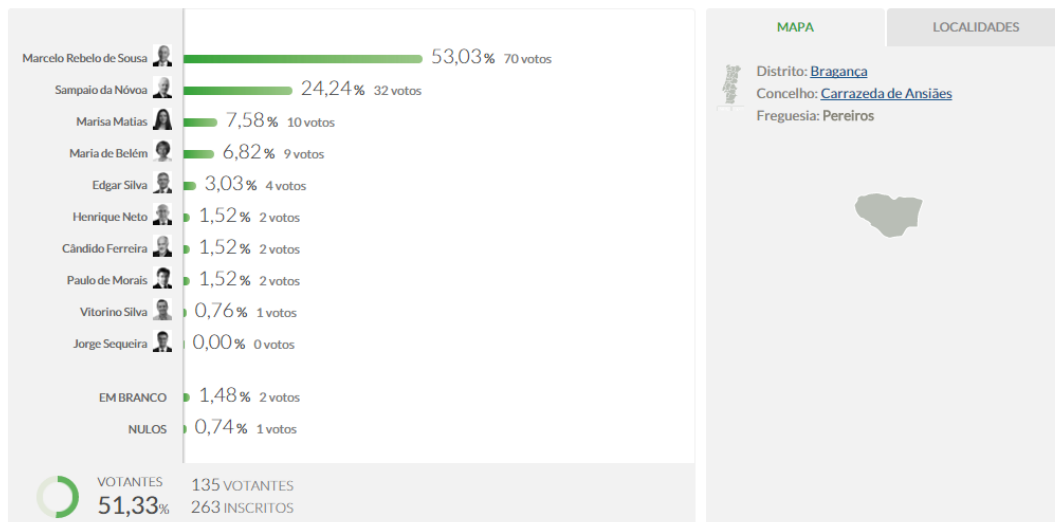 Marcelo Rebelo de Sousa 53,03% 70 votos
Sampaio da Nóvoa 24,24% 32 votos
Marisa Matias 7,58% 10 votos
Maria de Belém 6,82% 9 votos
Edgar Silva 3,03% 4 votos
Henrique Neto 1,52% 2 votos
Cândido Ferreira 1,52% 2 votos
Paulo de Morais 1,52% 2 votos
Vitorino Silva 0,76% 1 votos
Jorge Sequeira 0,00% 0 votos
EM BRANCO 1,48% 2 votos
NULOS 0,74% 1 votos
VOTANTES 135 VOTANTES
51,33% 263 INSCRITOS
MAPA LOCALIDADES
Distrito: Bragança
Concelho: Carrazeda de Ansiães
Freguesia: Pereiros